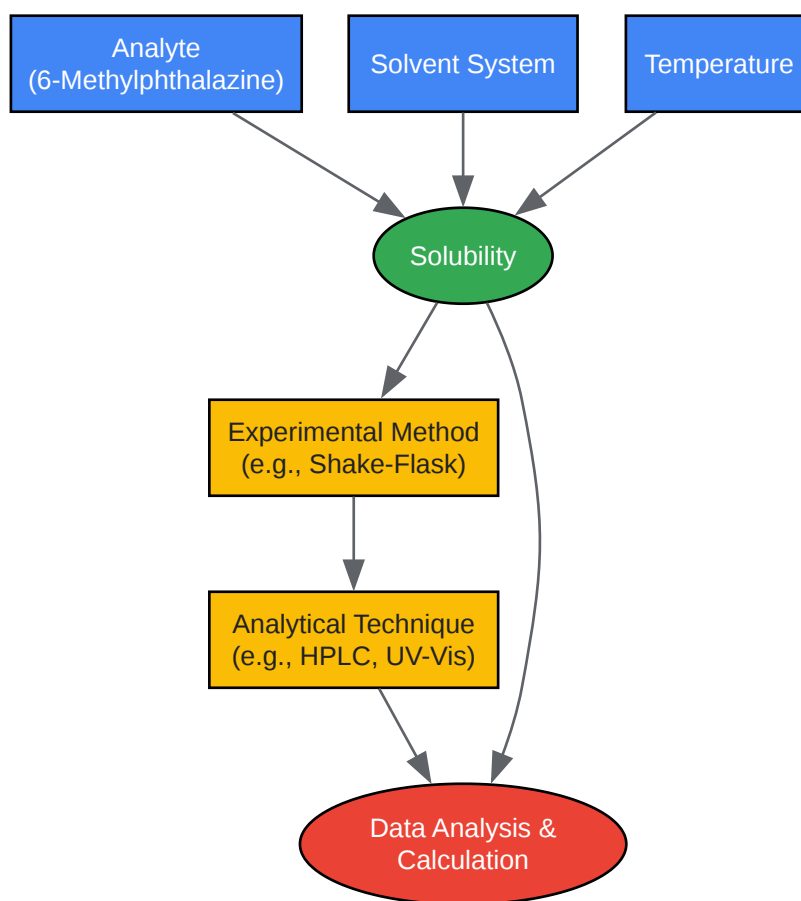 Analyte
(6-Methylphthalazine)
Solvent System
Temperature
Solubility
Experimental Method
(e.g., Shake-Flask)
Analytical Technique
(e.g., HPLC, UV-Vis)
Data Analysis &
Calculation